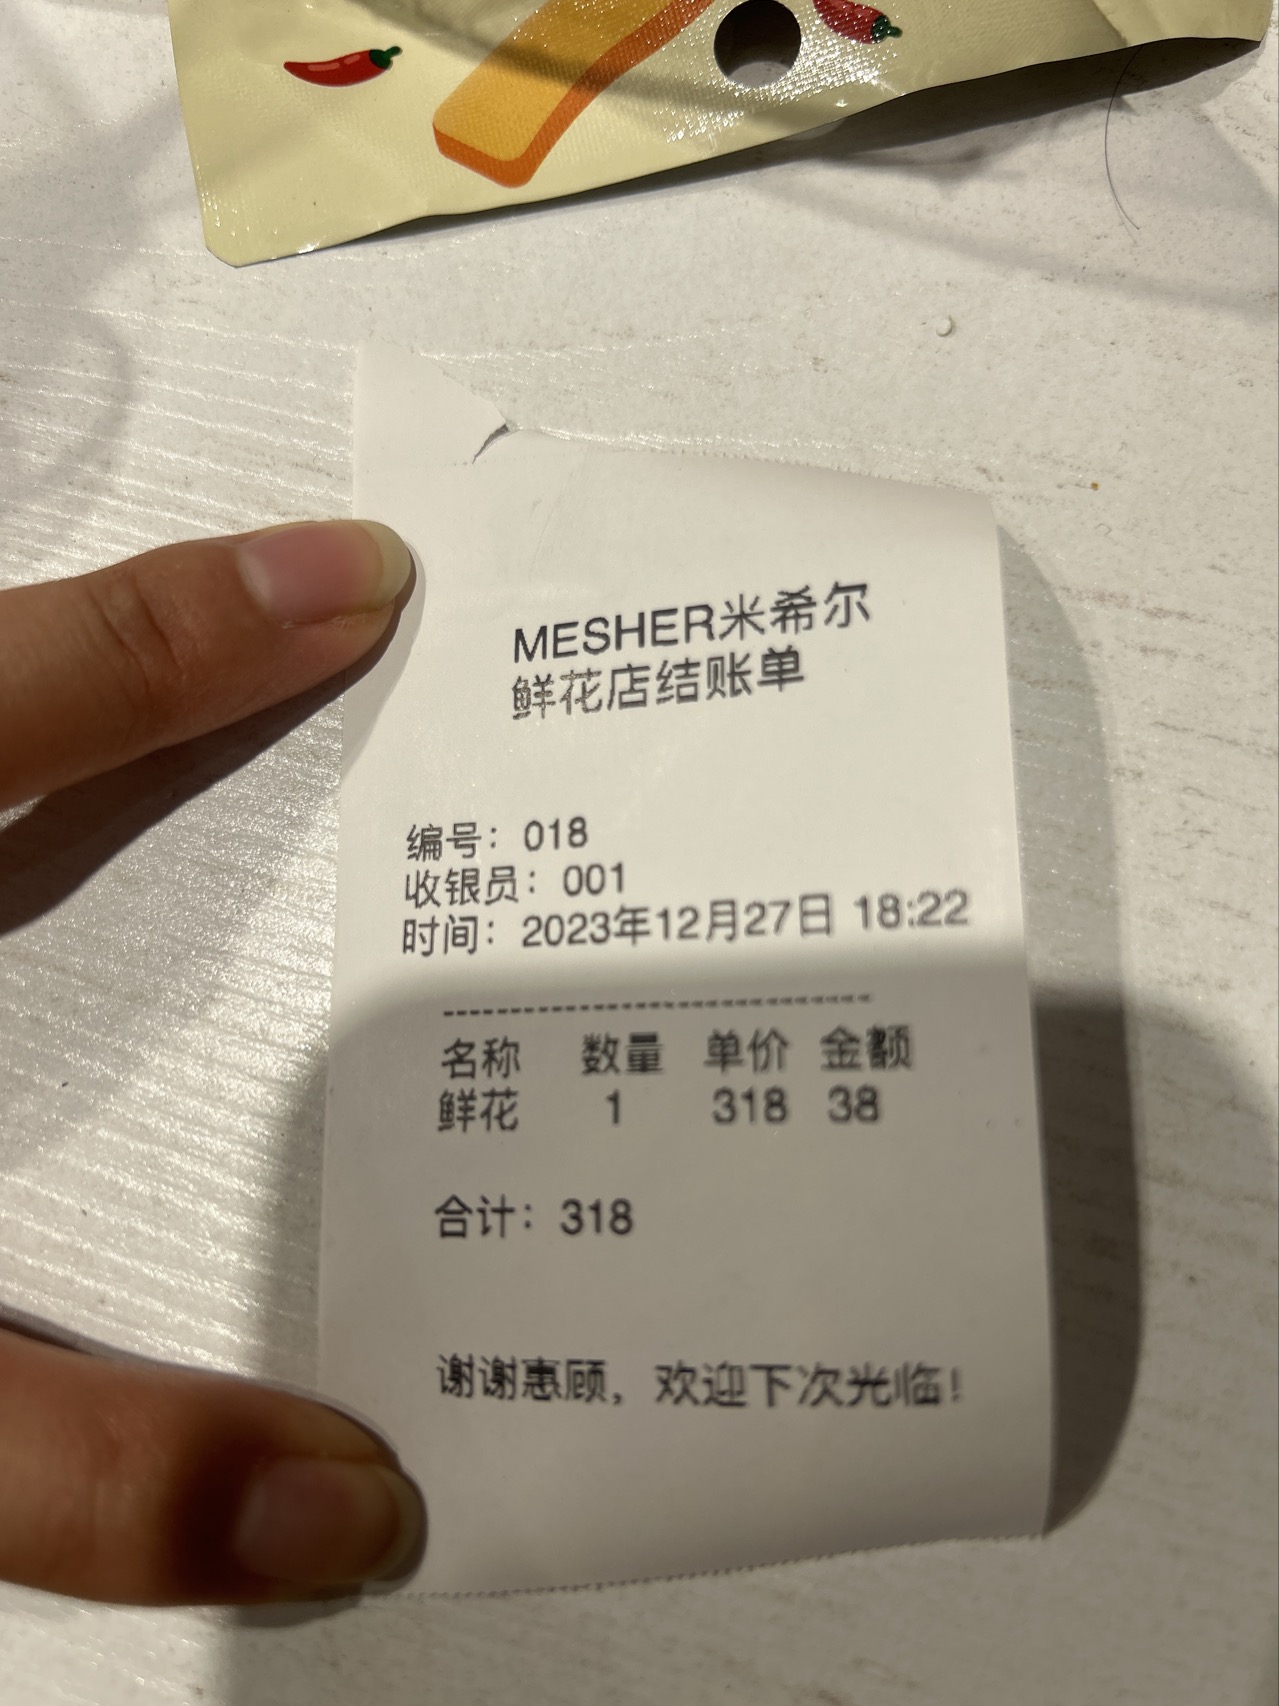 MESHER米希尔
鲜花店结账单
编号：018
收银员：001
时间：2023年12月27日 18:22
--------------------------------
名称 数量 单价 金额
鲜花 1 318 38
合计：318
谢谢惠顾，欢迎下次光临！